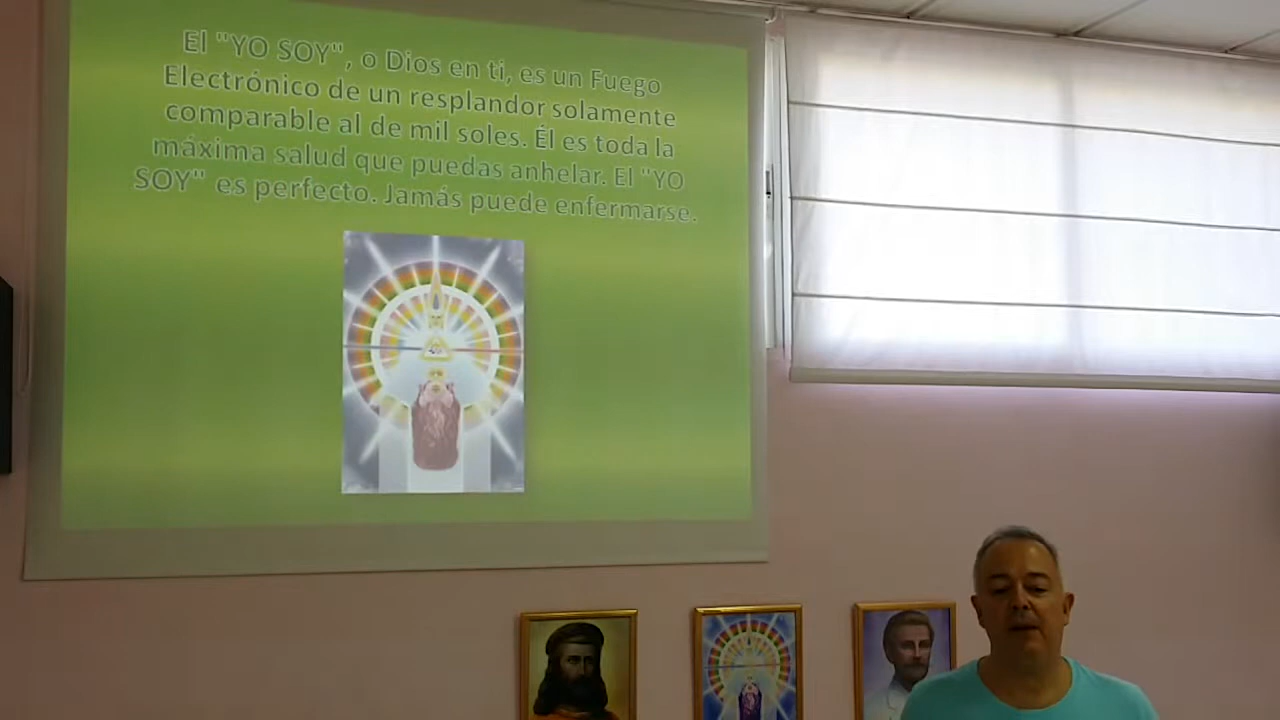 El "YO SOY", o Dios en ti, es un Fuego
Electrónico de un resplandor solamente
comparable al de mil soles. Él es toda la
máxima salud que puedas anhelar. El "YO
SOY" es perfecto. Jamás puede enfermarse.